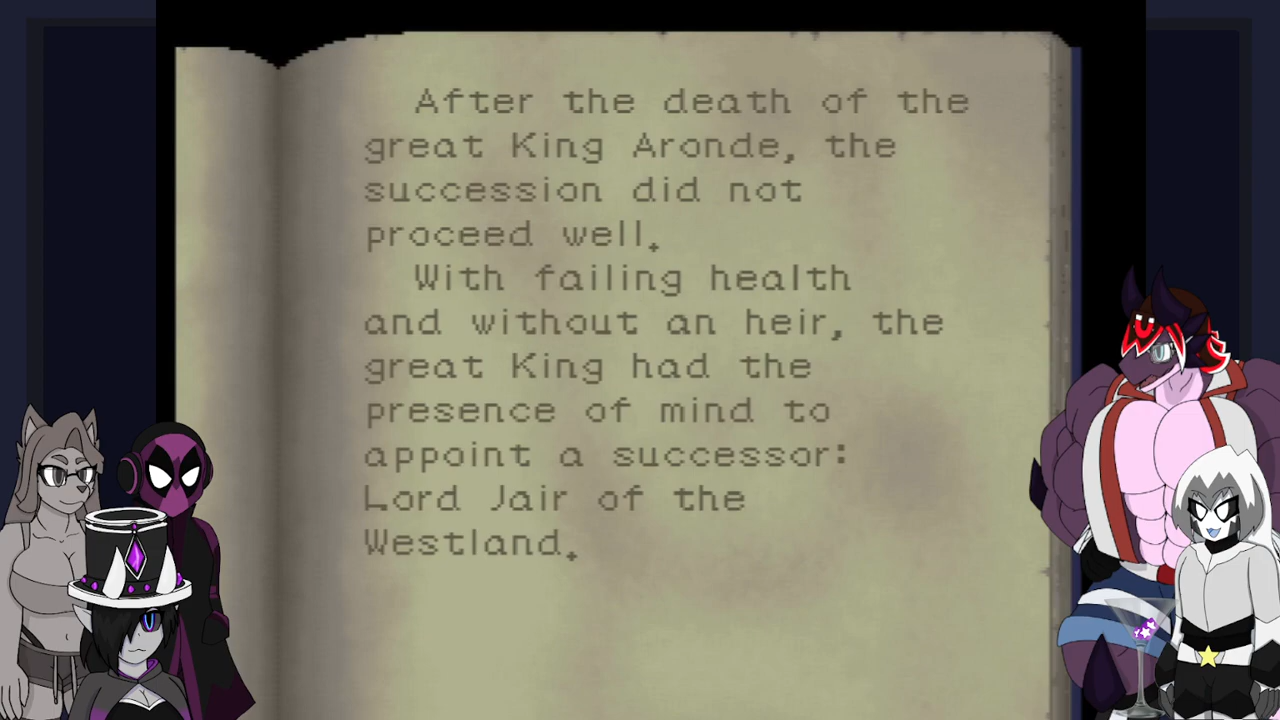 After the death of the
great King Aronde, the
succession did not
proceed well.
With failing health
and without an heir, the
great King had the
presence of mind to
appoint a successor:
Lord Jair of the
Westland.